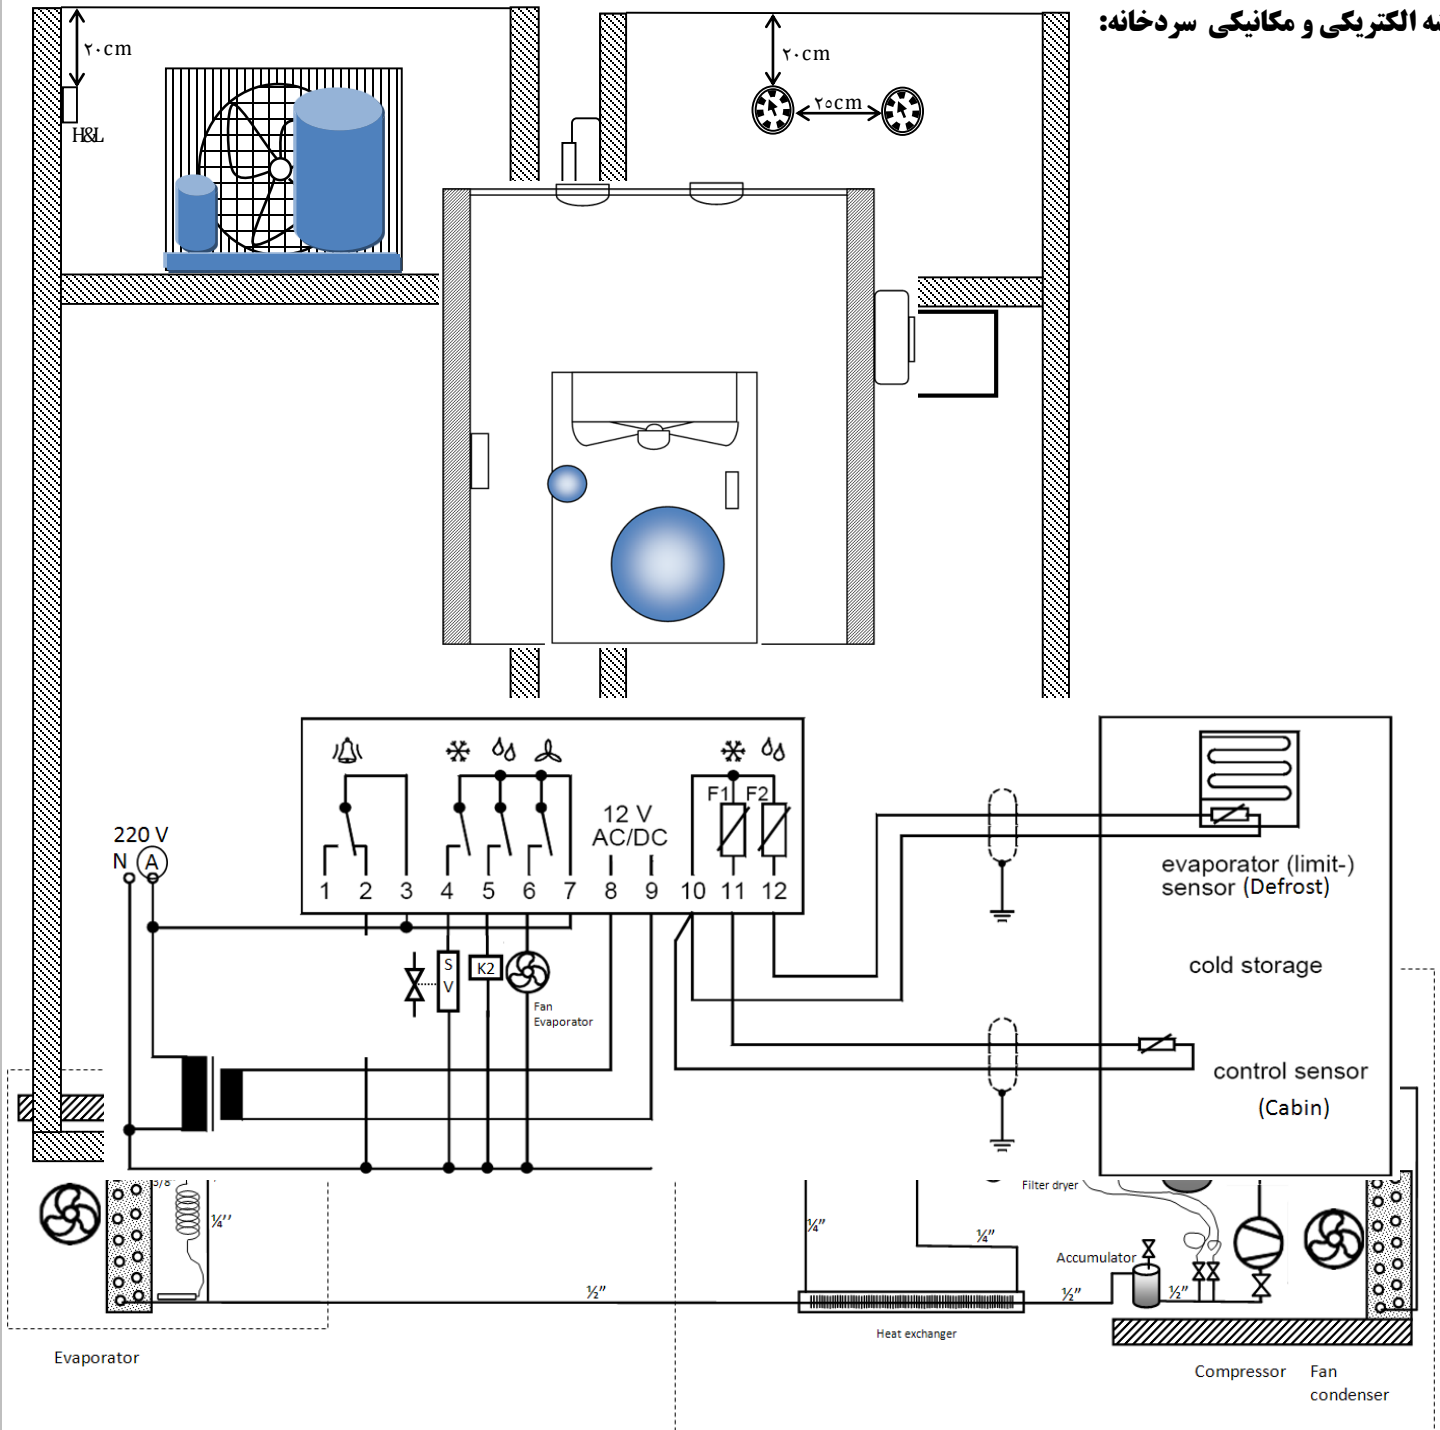 الکتریکی و مکانیکی سردخانه:
۲۰cm
H&L
۲۰cm
۲۵cm
F1 F2
12 V
AC/DC
1 2 3 4 5 6 7 8 9 10 11 12
220 V
N A
S
V
K2
Fan
Evaporator
evaporator (limit-)
sensor (Defrost)
cold storage
control sensor
(Cabin)
Filter dryer
¼’’
¼”
¼”
Accumulator
½”
½”
½”
Heat exchanger
Evaporator
Compressor
Fan
condenser